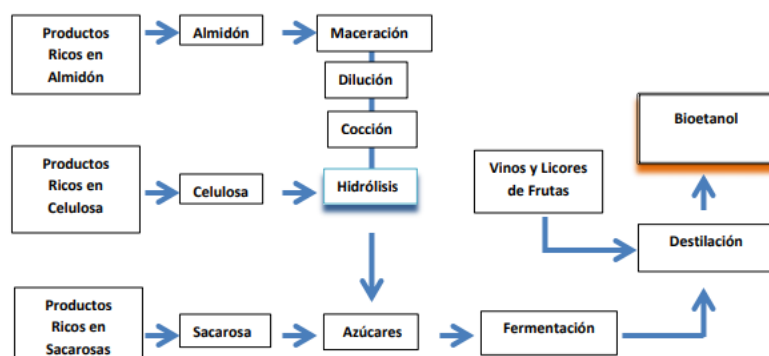 Productos
Ricos en
Almidón
Almidón
Maceración
Dilución
Cocción
Productos
Ricos en
Celulosa
Celulosa
Hidrólisis
Vinos y Licores
de Frutas
Bioetanol
Destilación
Productos
Ricos en
Sacarosas
Sacarosa
Azúcares
Fermentación